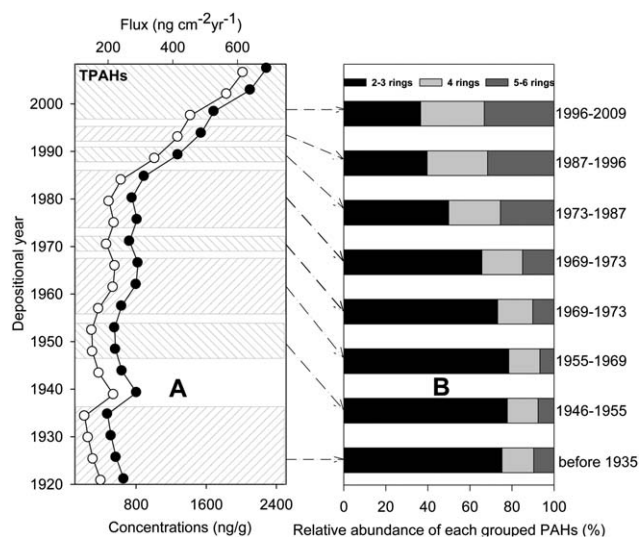 Flux (ng cm⁻²yr⁻¹)
200 400 600
TPAHs
Depositional year
2000
1990
1980
1970
1960
1950
1940
1930
1920
A
800 1600 2400
Concentrations (ng/g)
2-3 rings 4 rings 5-6 rings
1996-2009
1987-1996
1973-1987
1969-1973
1969-1973
1955-1969
B
1946-1955
before 1935
0 20 40 60 80 100
Relative abundance of each grouped PAHs (%)